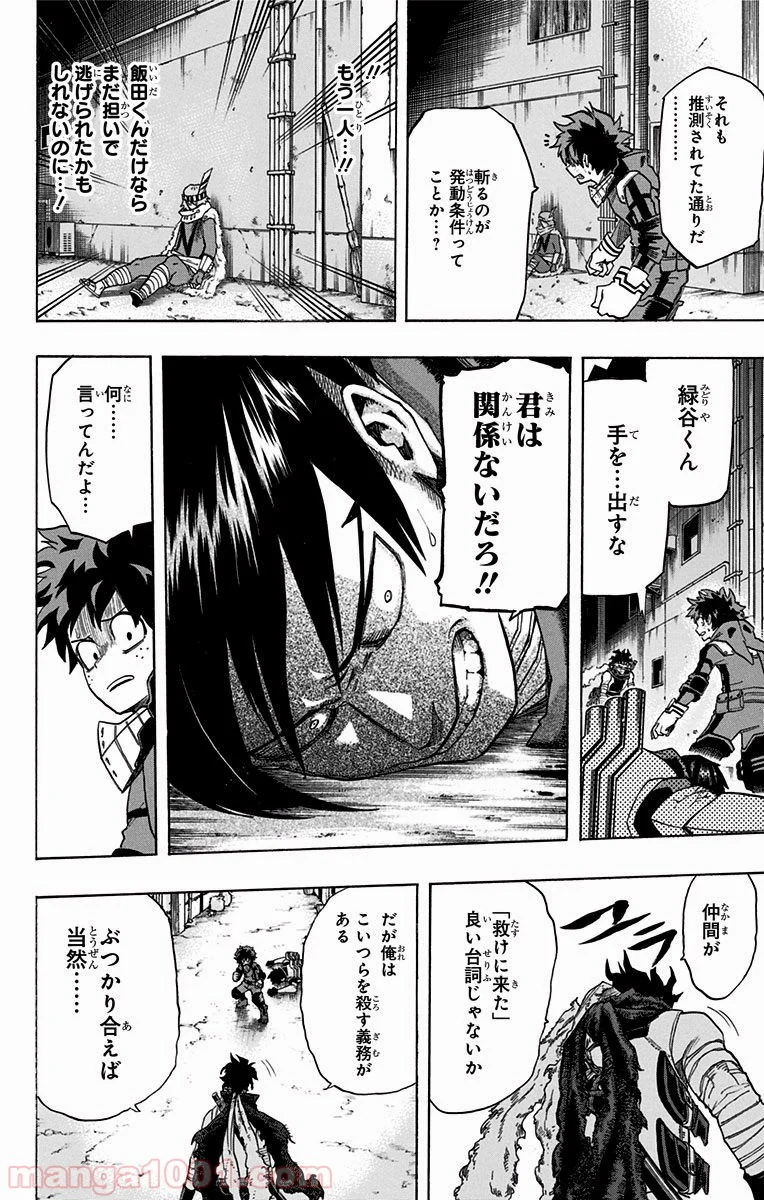 それも
推測されてた通りだ
…………
斬るのが
発動条件って
ことか…?
!!
もう一人…!!
飯田くんだけなら
まだ担いで
逃げられたかも
しれないのに…!
緑谷くん
手を…出すな
君は
関係ないだろ!!
何……
言ってんだよ…
仲間が
「救けに来た」
良い台詞じゃないか
だが俺は
こいつらを殺す義務が
ある
ぶつかり合えば
当然……
manga1001.com